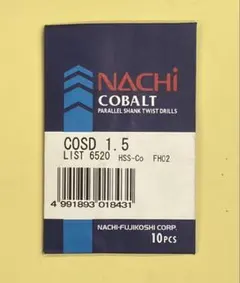 NACHi
COBALT
PARALLEL SHANK TWIST DRILLS
COSD 1.5
LIST 6520 HSS-Co FH02
4 991893 018431
NACHI-FUJIKOSHI CORP.
10PCS